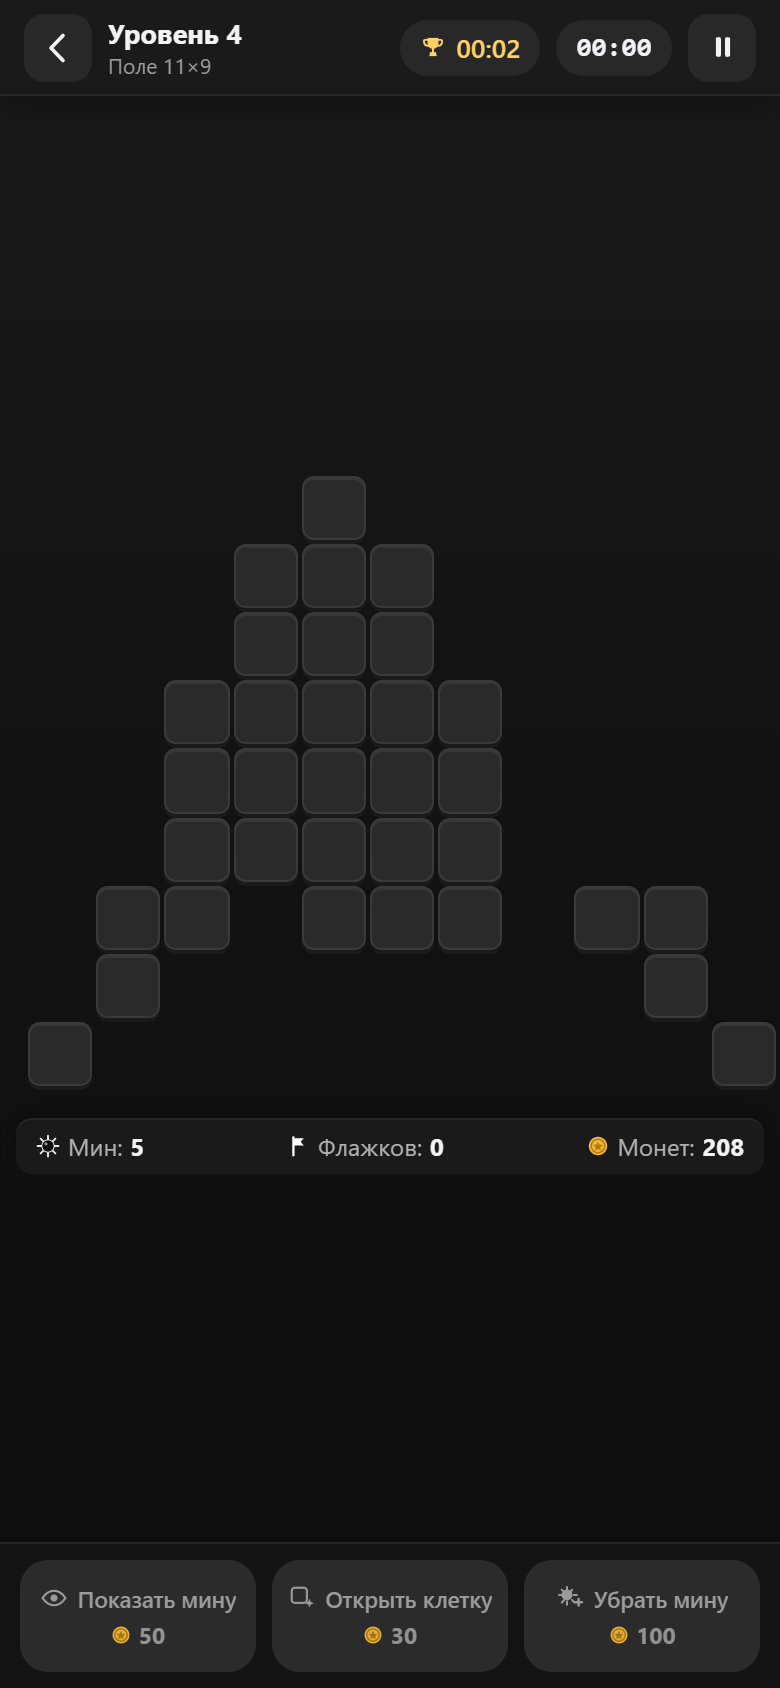 Уровень 4
Поле 11×9
00:02
00:00
Мин: 5
Флажков: 0
Монет: 208
Показать мину
50
Открыть клетку
30
Убрать мину
100